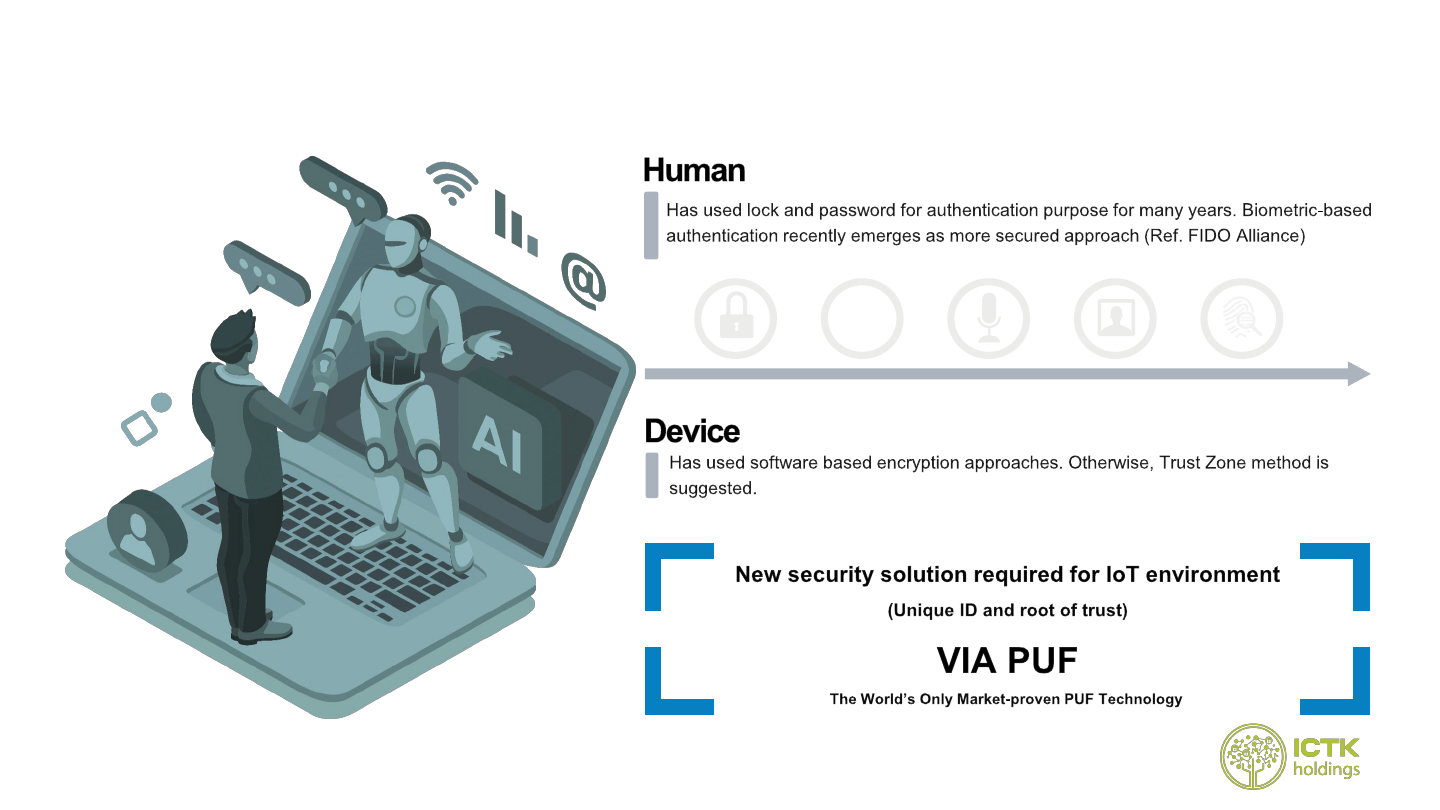 Human
Has used lock and password for authentication purpose for many years. Biometric-based
authentication recently emerges as more secured approach (Ref. FIDO Alliance)
@
AI
Device
Has used software based encryption approaches. Otherwise, Trust Zone method is
suggested.
New security solution required for IoT environment
(Unique ID and root of trust)
VIA PUF
The World’s Only Market-proven PUF Technology
ICTK
holdings